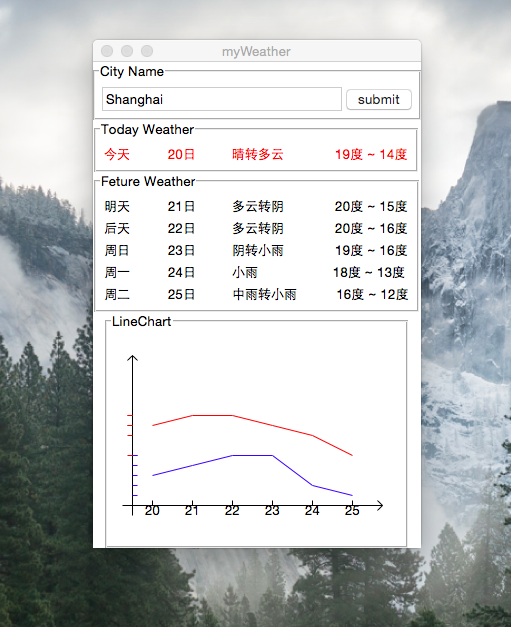 myWeather
City Name
Shanghai submit
Today Weather
今天 20日 晴转多云 19度 ~ 14度
Feture Weather
明天 21日 多云转阴 20度 ~ 15度
后天 22日 多云转阴 20度 ~ 16度
周日 23日 阴转小雨 19度 ~ 16度
周一 24日 小雨 18度 ~ 13度
周二 25日 中雨转小雨 16度 ~ 12度
LineChart
20 21 22 23 24 25